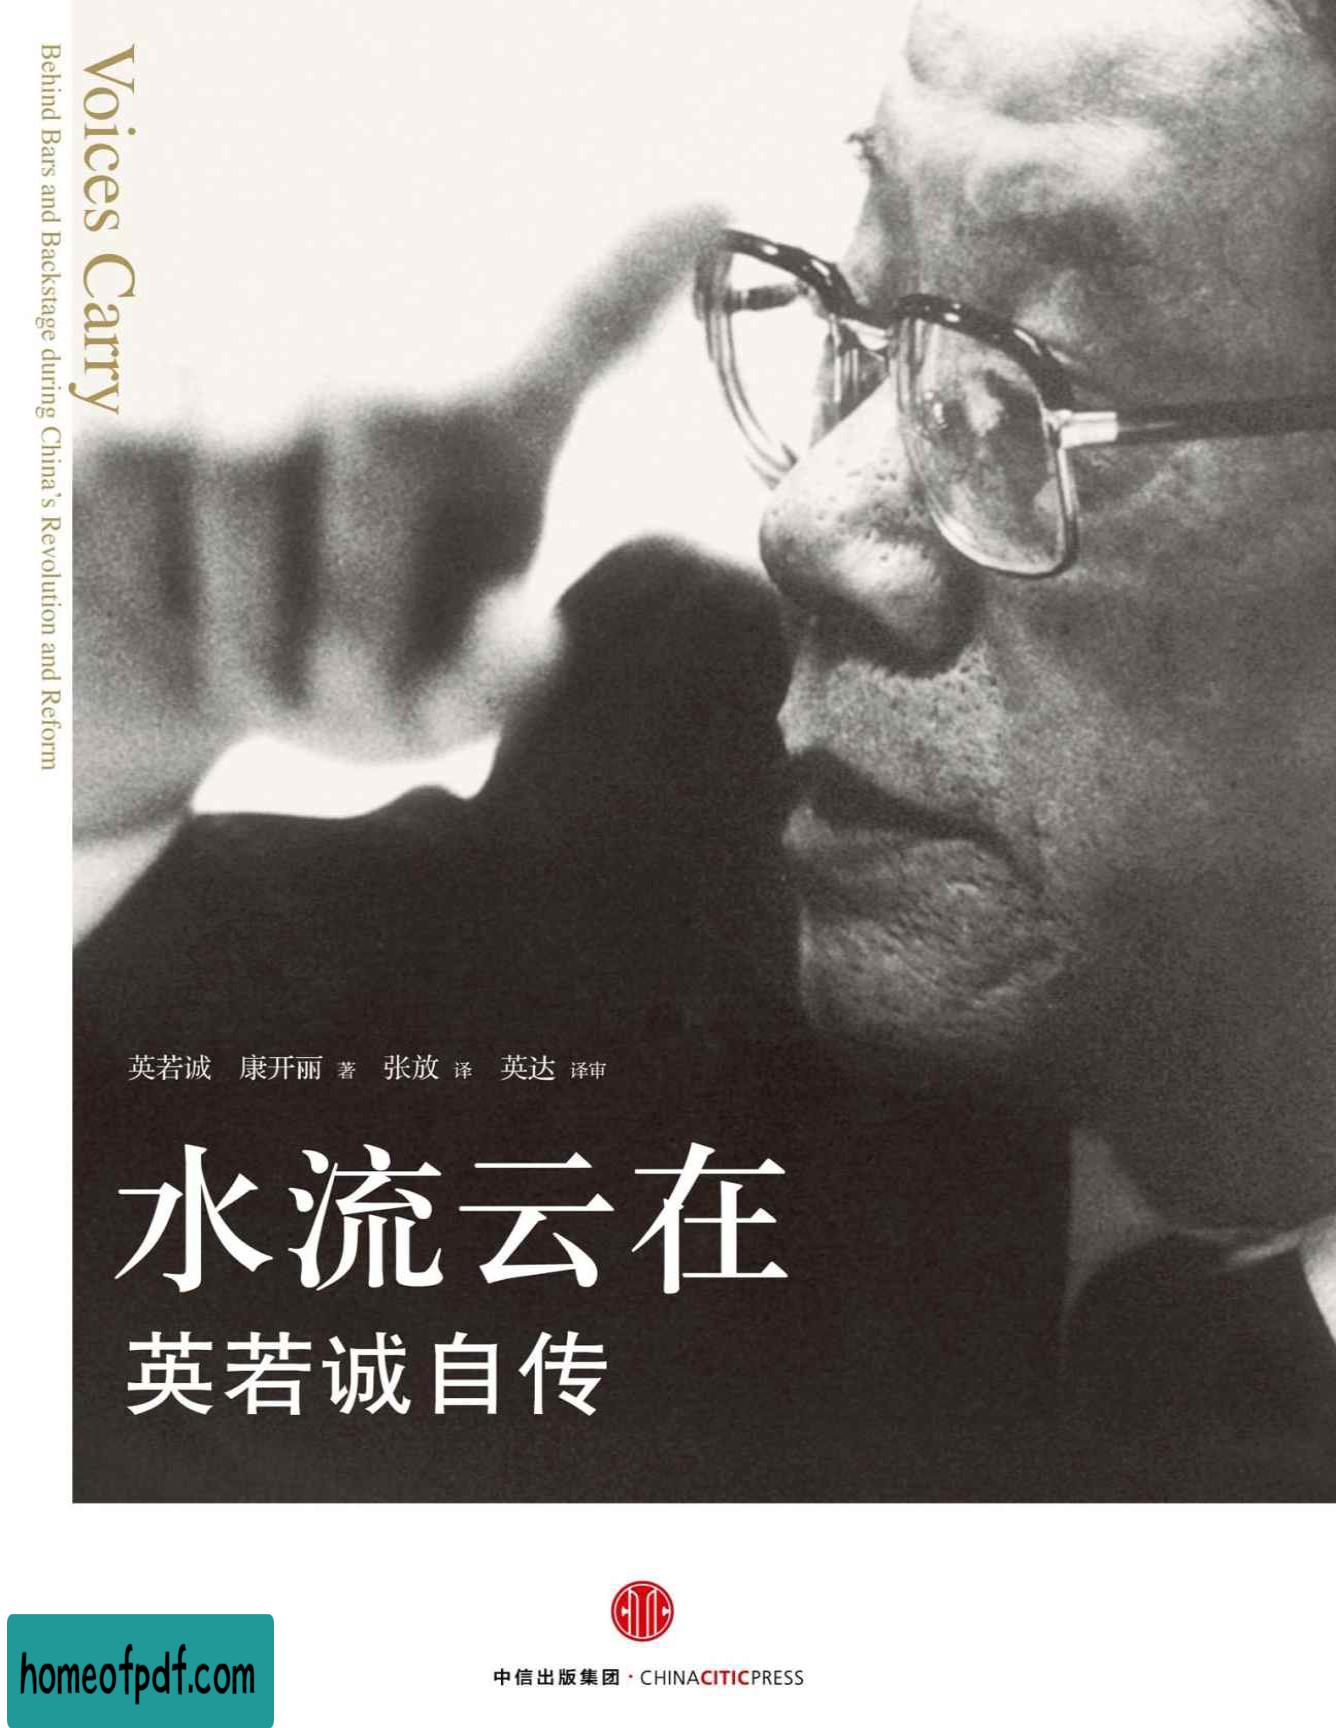 Voices Carry
Behind Bars and Backstage during China's Revolution and Reform
英若诚 康开丽 著 张放 译 英达 译审
水流云在
英若诚自传
中信出版集团·CHINACITICPRESS
homeofpdf.com